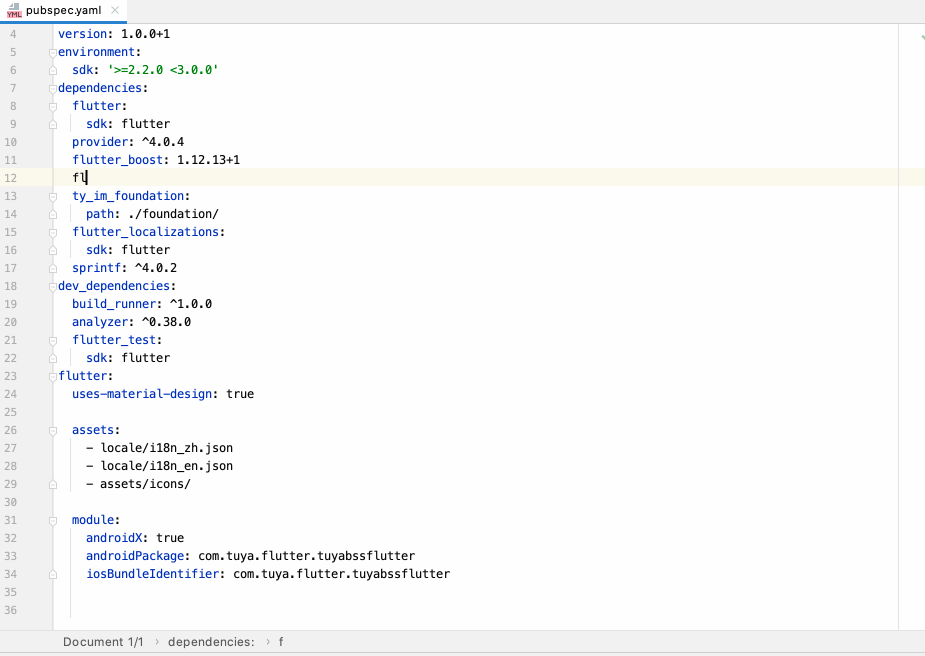 YML pubspec.yaml
4 version: 1.0.0+1
5 environment:
6 sdk: '>=2.2.0 <3.0.0'
7 dependencies:
8 flutter:
9 sdk: flutter
10 provider: ^4.0.4
11 flutter_boost: 1.12.13+1
12 fl
13 ty_im_foundation:
14 path: ./foundation/
15 flutter_localizations:
16 sdk: flutter
17 sprintf: ^4.0.2
18 dev_dependencies:
19 build_runner: ^1.0.0
20 analyzer: ^0.38.0
21 flutter_test:
22 sdk: flutter
23 flutter:
24 uses-material-design: true
25
26 assets:
27 - locale/i18n_zh.json
28 - locale/i18n_en.json
29 - assets/icons/
30
31 module:
32 androidX: true
33 androidPackage: com.tuya.flutter.tuyabssflutter
34 iosBundleIdentifier: com.tuya.flutter.tuyabssflutter
35
36
Document 1/1 › dependencies: › f